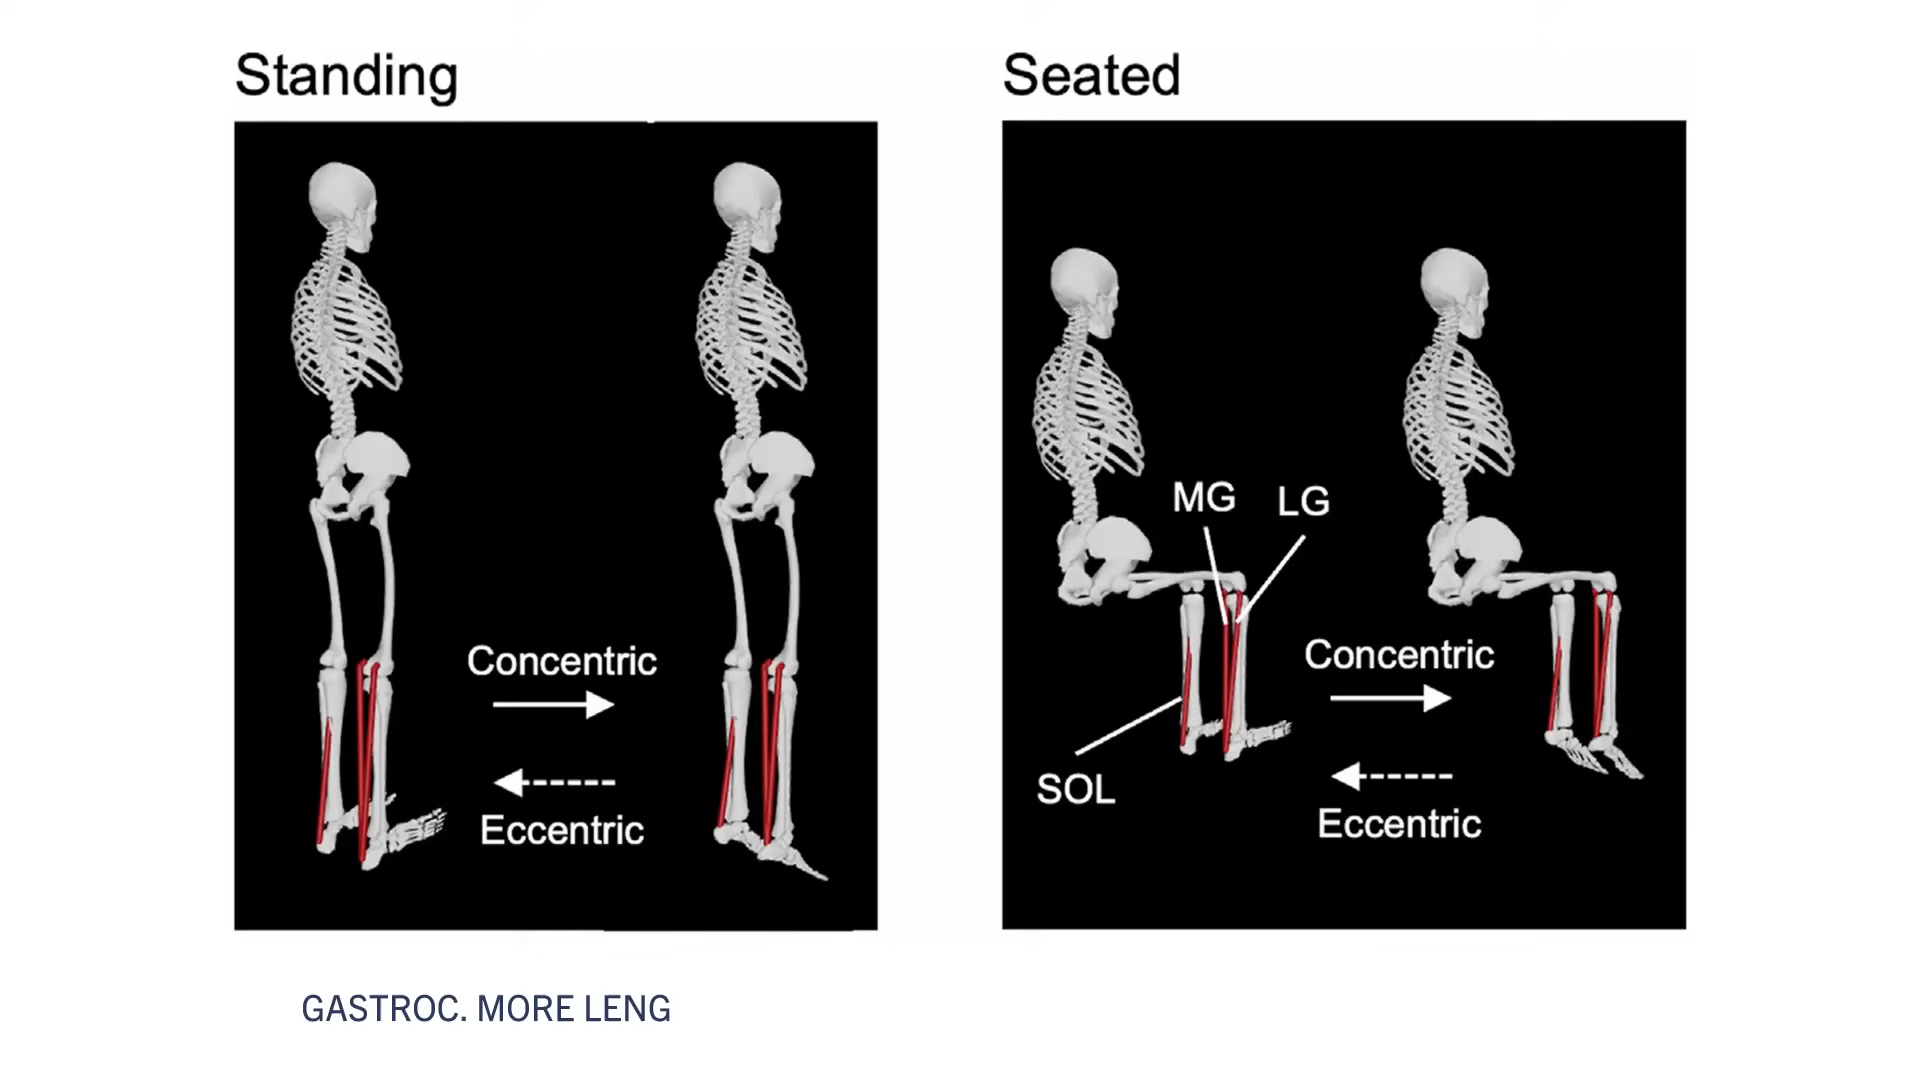 Standing
Concentric
Eccentric
Seated
MG
LG
Concentric
SOL
Eccentric
GASTROC. MORE LENG